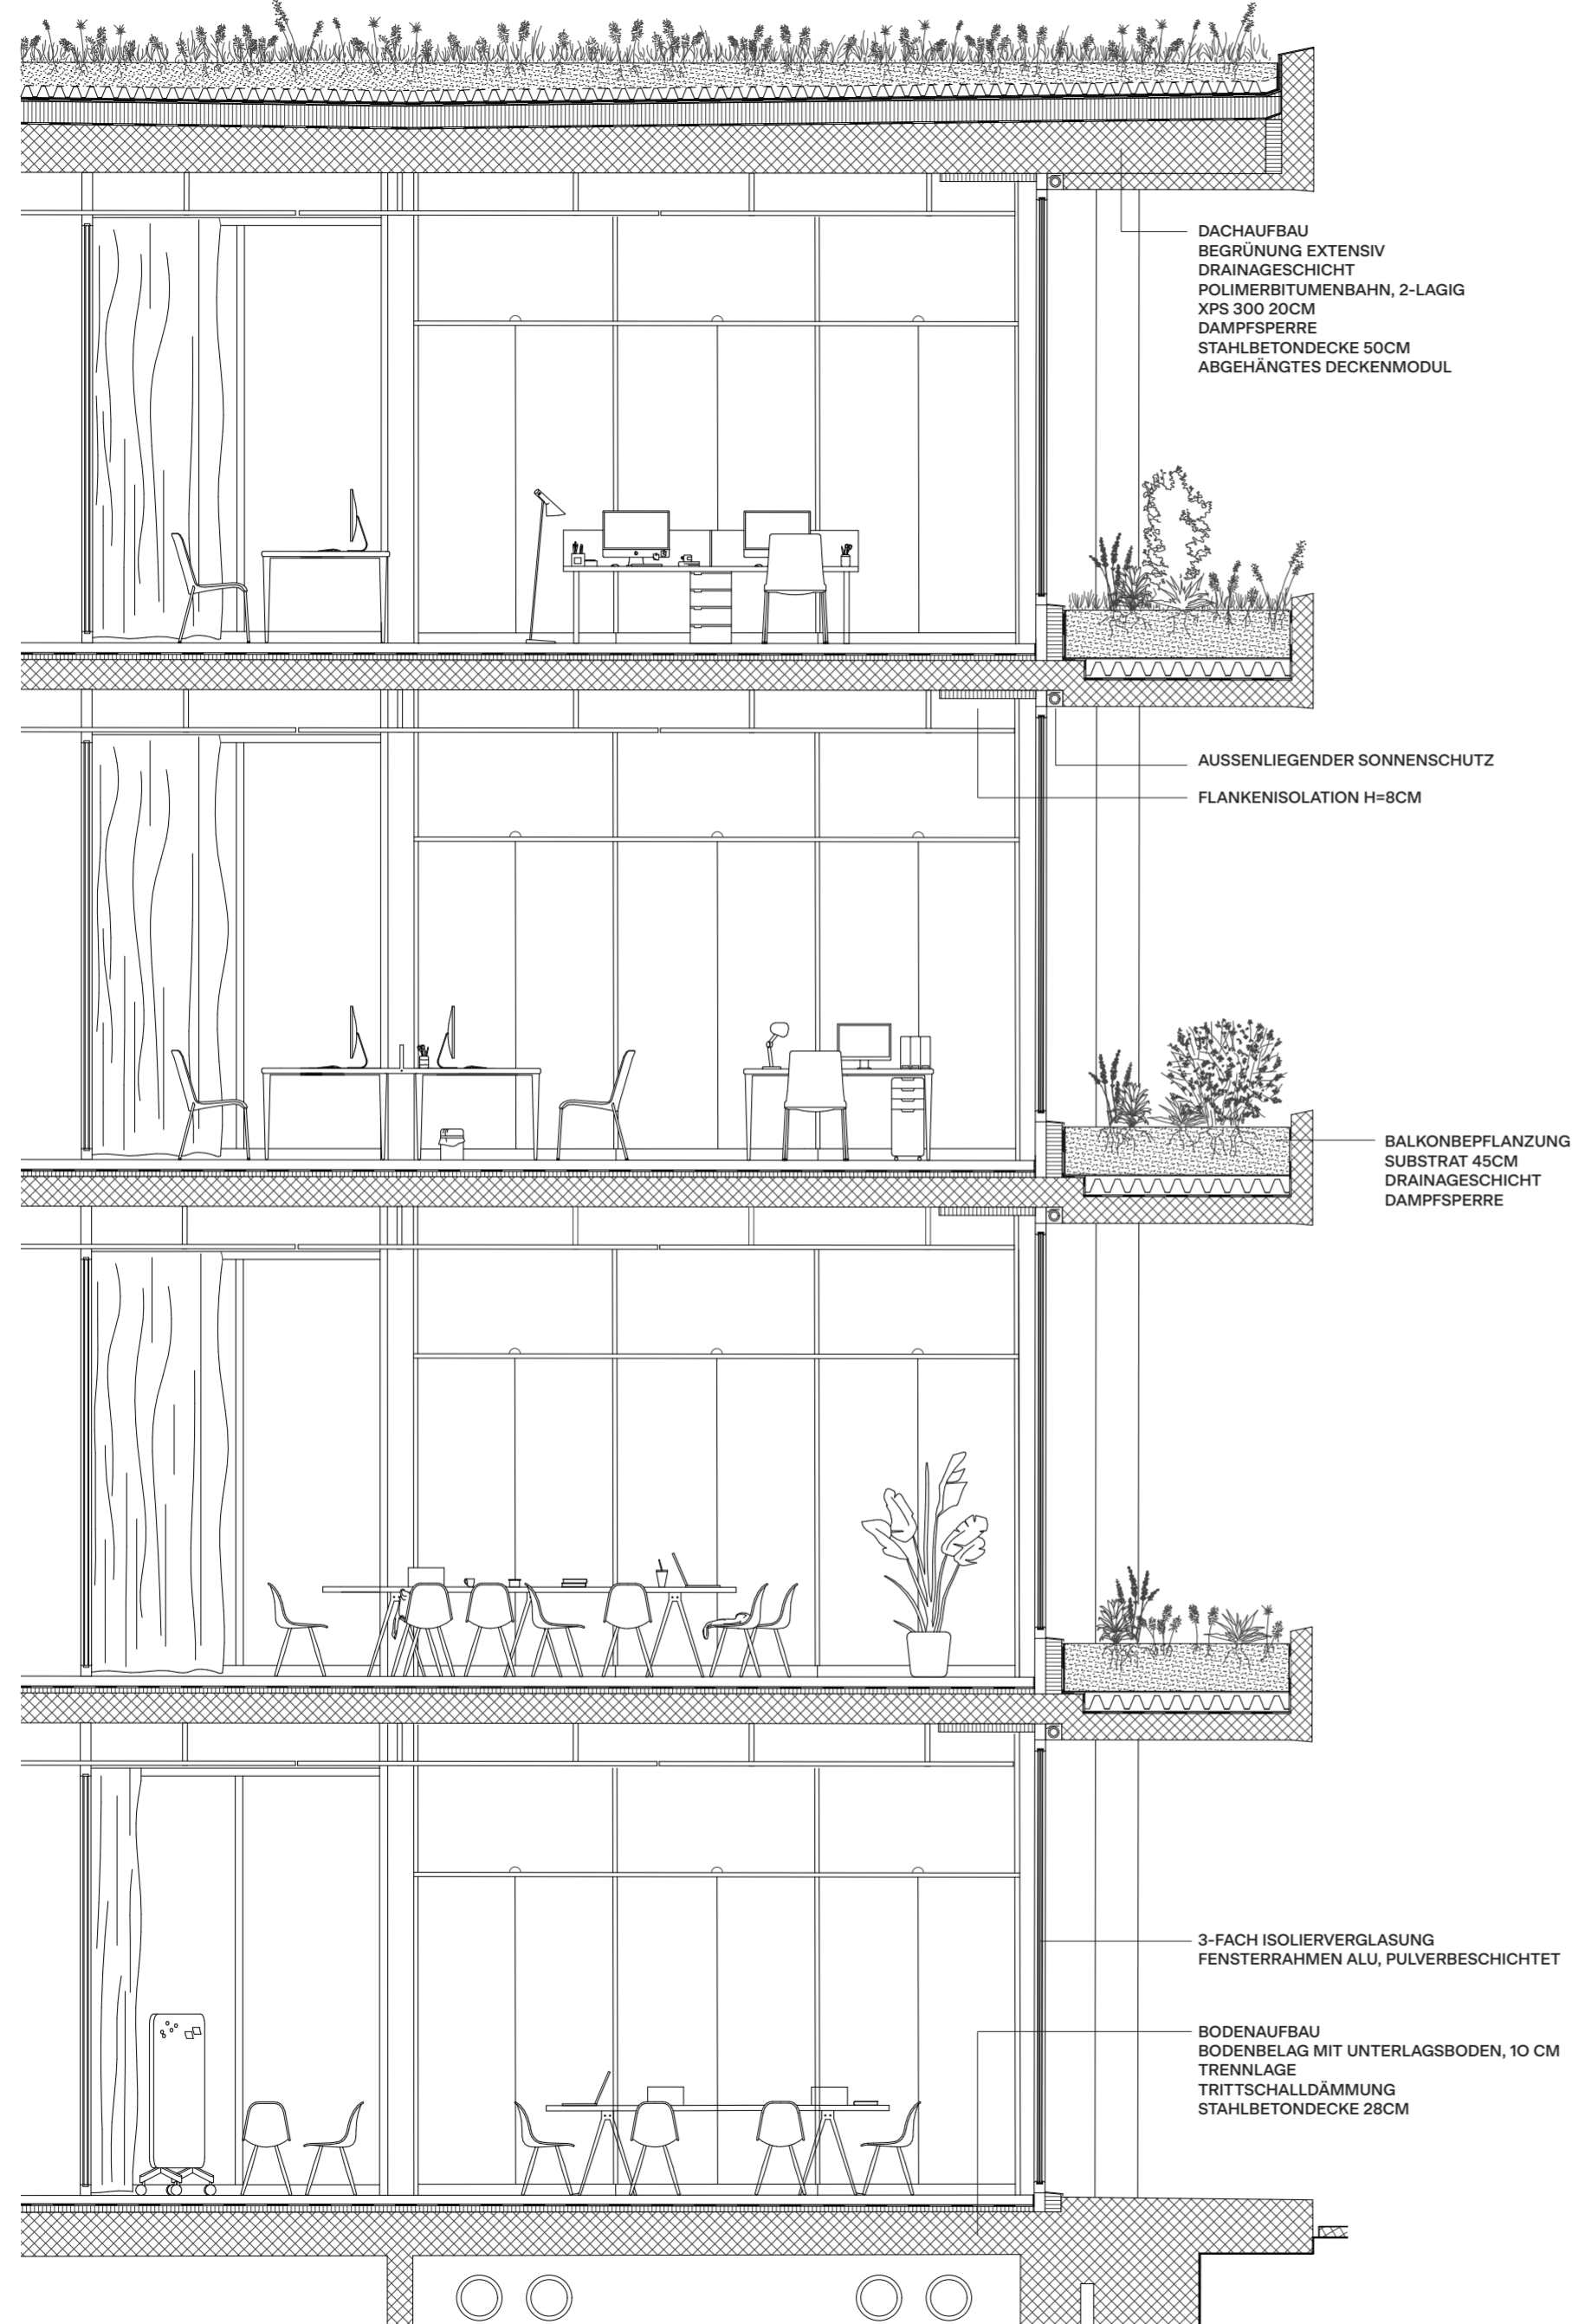 DACHAUFBAU
BEGRÜNUNG EXTENSIV
DRAINAGESCHICHT
POLIMERBITUMENBAHN, 2-LAGIG
XPS 300 20CM
DAMPFSPERRE
STAHLBETONDECKE 50CM
ABGEHÄNGTES DECKENMODUL
AUSSENLIEGENDER SONNENSCHUTZ
FLANKENISOLATION H=8CM
BALKONBEPFLANZUNG
SUBSTRAT 45CM
DRAINAGESCHICHT
DAMPFSPERRE
3-FACH ISOLIERVERGLASUNG
FENSTERRAHMEN ALU, PULVERBESCHICHTET
BODENAUFBAU
BODENBELAG MIT UNTERLAGSBODEN, 10 CM
TRENNLAGE
TRITTSCHALLDÄMMUNG
STAHLBETONDECKE 28CM